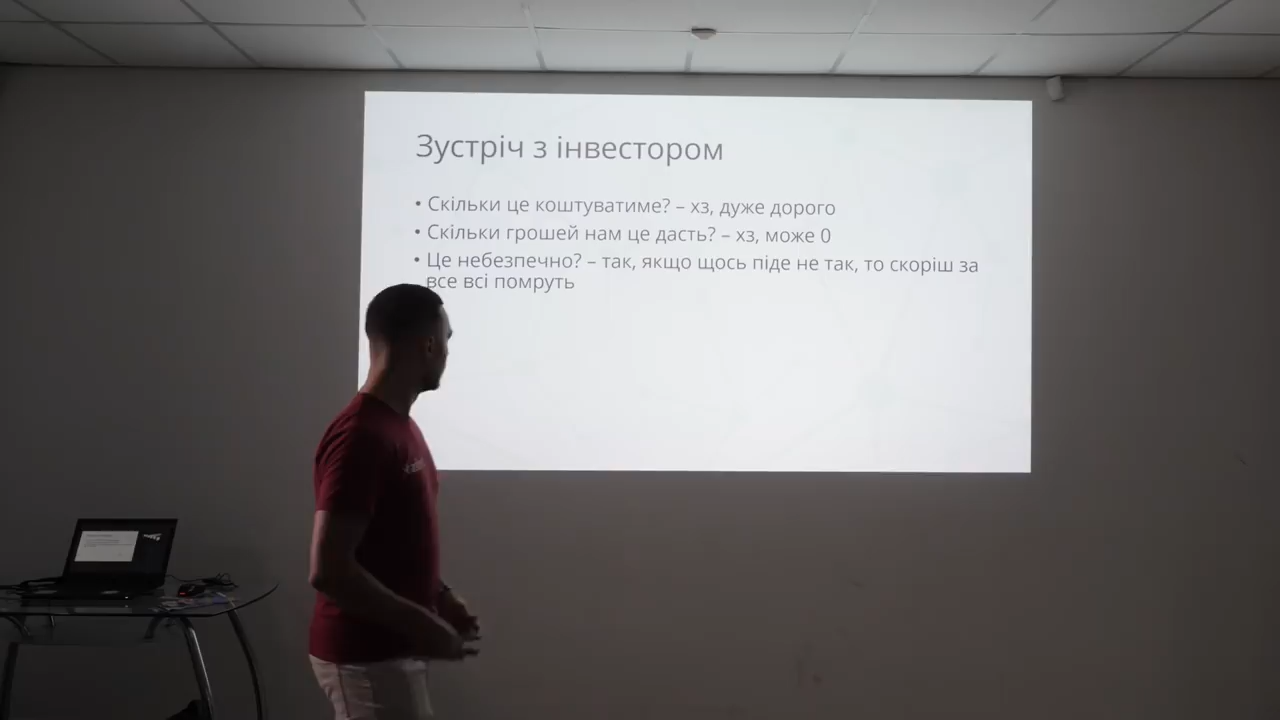 Зустріч з інвестором
• Скільки це коштуватиме? – хз, дуже дорого
• Скільки грошей нам це дасть? – хз, може 0
• Це небезпечно? – так, якщо щось піде не так, то скоріш за
все всі помруть